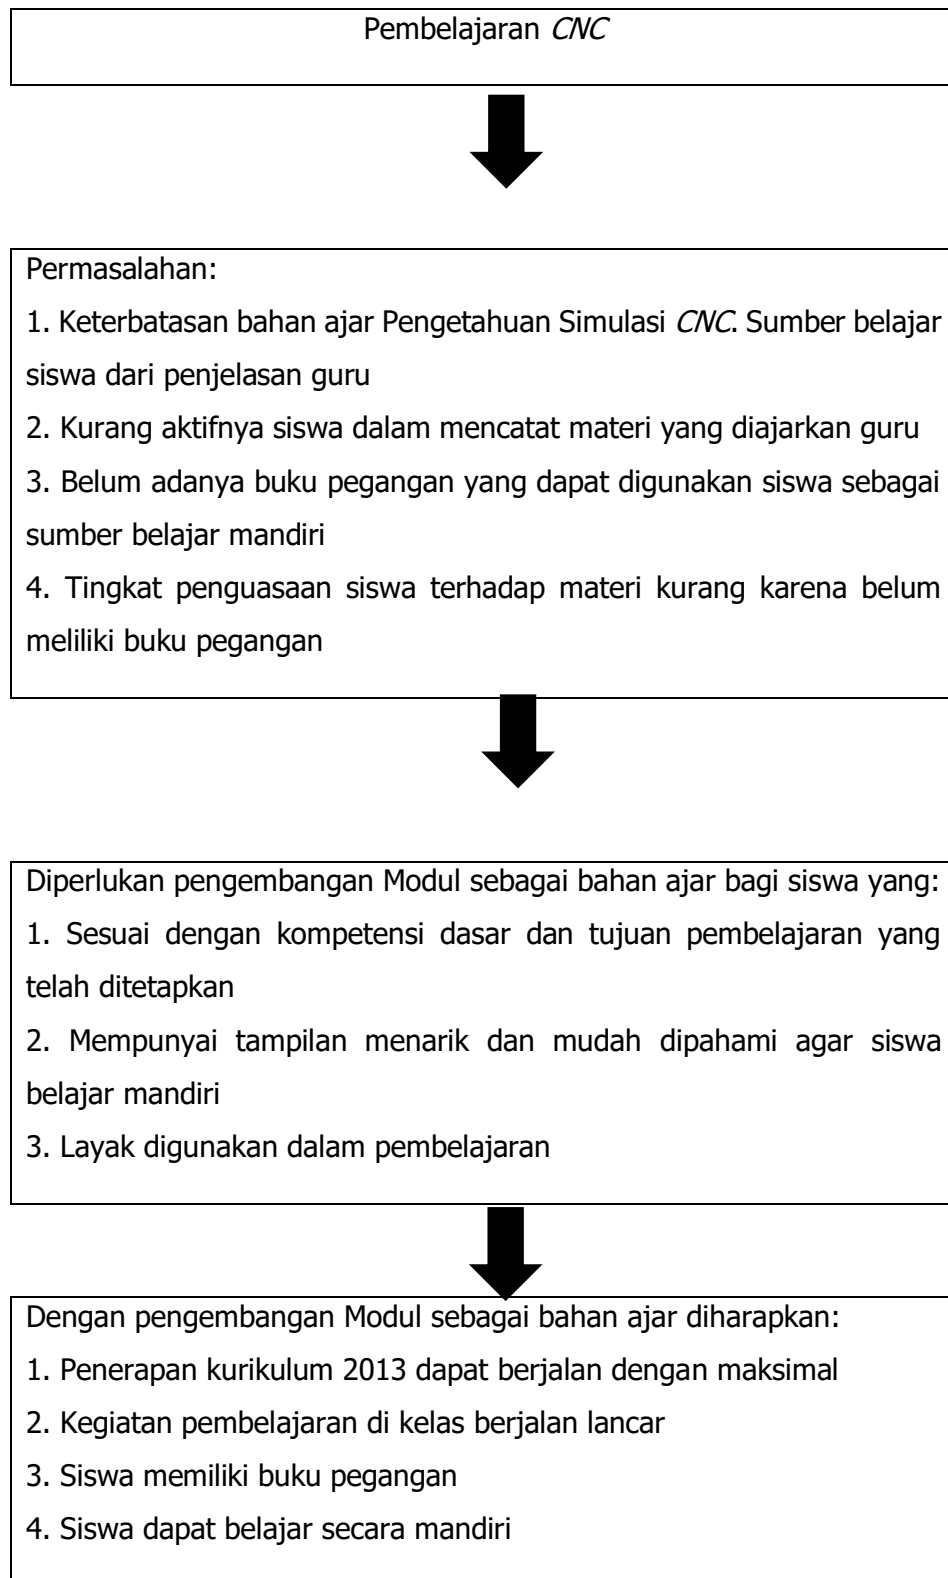 Pembelajaran CNC
Permasalahan:
1. Keterbatasan bahan ajar Pengetahuan Simulasi CNC. Sumber belajar
siswa dari penjelasan guru
2. Kurang aktifnya siswa dalam mencatat materi yang diajarkan guru
3. Belum adanya buku pegangan yang dapat digunakan siswa sebagai
sumber belajar mandiri
4. Tingkat penguasaan siswa terhadap materi kurang karena belum
meliliki buku pegangan
Diperlukan pengembangan Modul sebagai bahan ajar bagi siswa yang:
1. Sesuai dengan kompetensi dasar dan tujuan pembelajaran yang
telah ditetapkan
2. Mempunyai tampilan menarik dan mudah dipahami agar siswa
belajar mandiri
3. Layak digunakan dalam pembelajaran
Dengan pengembangan Modul sebagai bahan ajar diharapkan:
1. Penerapan kurikulum 2013 dapat berjalan dengan maksimal
2. Kegiatan pembelajaran di kelas berjalan lancar
3. Siswa memiliki buku pegangan
4. Siswa dapat belajar secara mandiri